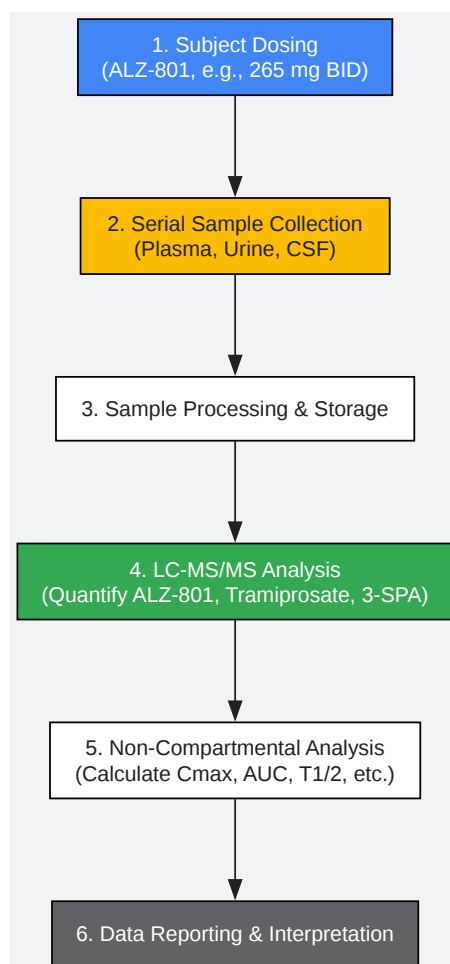 1. Subject Dosing
(ALZ-801, e.g., 265 mg BID)
2. Serial Sample Collection
(Plasma, Urine, CSF)
3. Sample Processing & Storage
4. LC-MS/MS Analysis
(Quantify ALZ-801, Tramiprosate, 3-SPA)
5. Non-Compartmental Analysis
(Calculate Cmax, AUC, T1/2, etc.)
6. Data Reporting & Interpretation